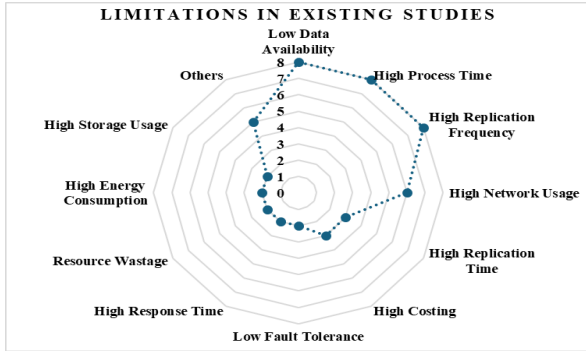 LIMITATIONS IN EXISTING STUDIES
Low Data
Availability
High Process Time
High Replication
Frequency
High Network Usage
High Replication
Time
High Costing
Low Fault Tolerance
High Response Time
Resource Wastage
High Energy
Consumption
High Storage Usage
Others
8
7
6
5
4
3
2
1
0